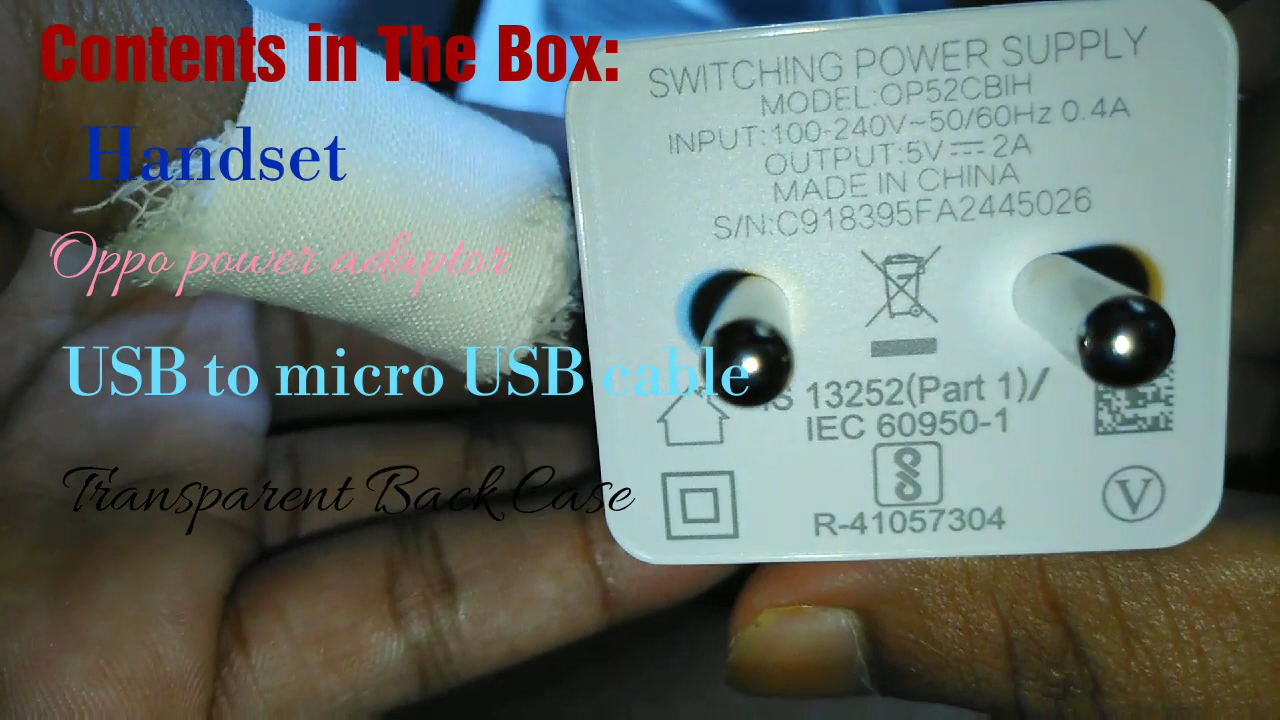 Contents in The Box:
Handset
Oppo power adaptor
USB to micro USB cable
Transparent Back Case
SWITCHING POWER SUPPLY
MODEL:OP52CBIH
INPUT:100-240V~50/60Hz 0.4A
OUTPUT:5V⎓2A
MADE IN CHINA
S/N:C918395FA2445026
IS 13252(Part 1)/
IEC 60950-1
R-41057304
V